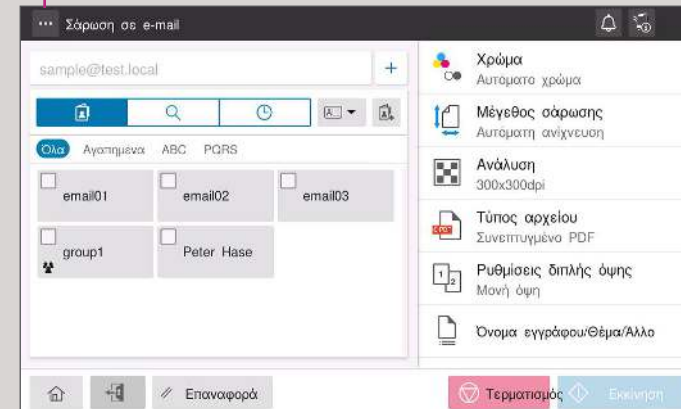 Σάρωση σε e-mail
sample@test.local
+
Όλα Αγαπημένα ABC PQRS
email01 email02 email03
group1 Peter Hase
Χρώμα
Αυτόματο χρώμα
Μέγεθος σάρωσης
Αυτόματη ανίχνευση
Ανάλυση
300x300dpi
Τύπος αρχείου
Συνεπτυγμένο PDF
Ρυθμίσεις διπλής όψης
Μονή όψη
Όνομα εγγράφου/Θέμα/Άλλο
Επαναφορά
Τερματισμός
Εκκίνηση